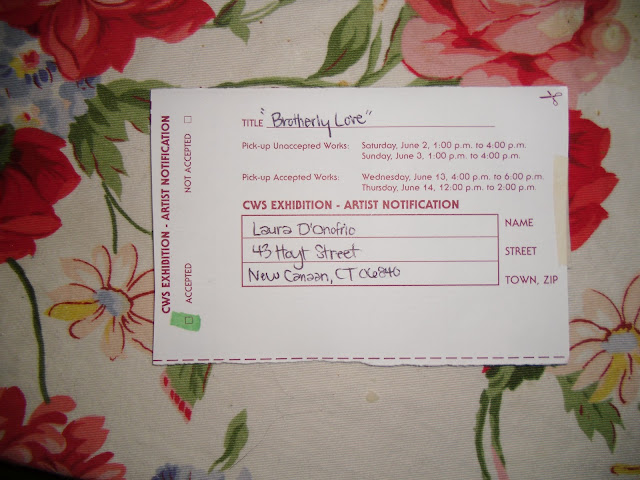 CWS EXHIBITION - ARTIST NOTIFICATION
NOT ACCEPTED
ACCEPTED
TITLE "Brotherly Love"
Pick-up Unaccepted Works: Saturday, June 2, 1:00 p.m. to 4:00 p.m.
Sunday, June 3, 1:00 p.m. to 4:00 p.m.
Pick-up Accepted Works: Wednesday, June 13, 4:00 p.m. to 6:00 p.m.
Thursday, June 14, 12:00 p.m. to 2:00 p.m.
CWS EXHIBITION - ARTIST NOTIFICATION
Laura D'Onofrio NAME
43 Hoyt Street STREET
New Canaan, CT 06840 TOWN, ZIP